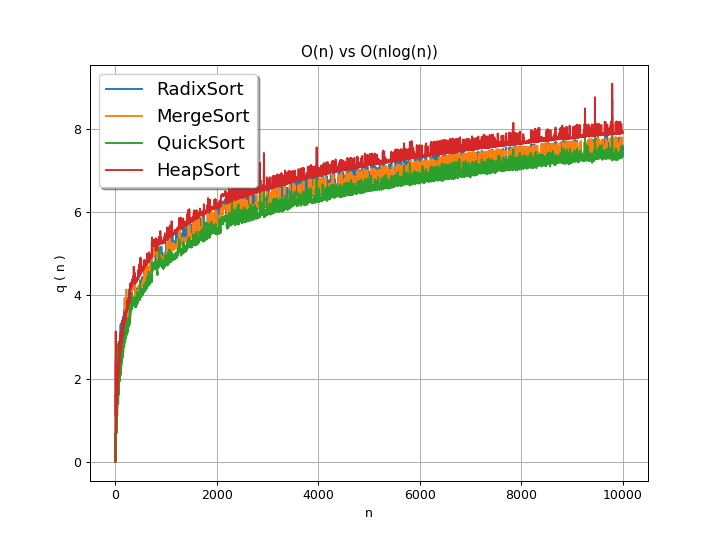 O(n) vs O(nlog(n))
RadixSort
MergeSort
QuickSort
HeapSort
q ( n )
8
6
4
2
0
0 2000 4000 6000 8000 10000
n